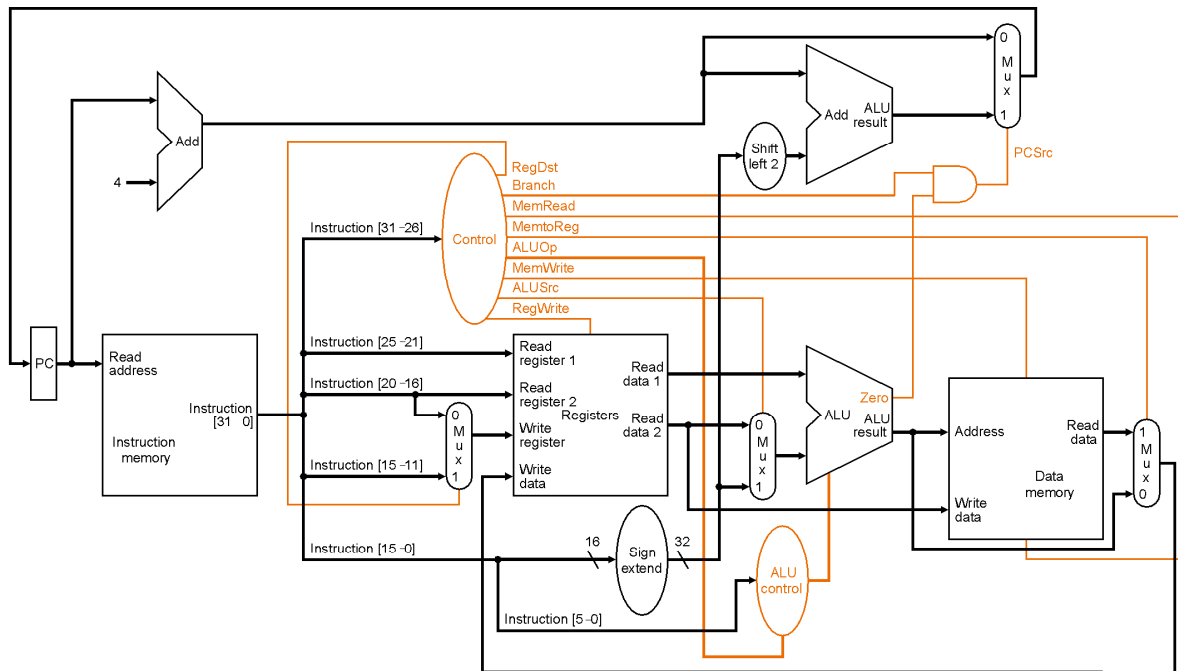 0
M
u
x
1
Add
ALU
result
Add
Shift
left 2
PCSrc
4
RegDst
Branch
MemRead
Instruction [31–26]
Control
MemtoReg
ALUOp
MemWrite
ALUSrc
RegWrite
PC
Read
address
Instruction
[31 0]
Instruction
memory
Instruction [25–21]
Instruction [20–16]
Instruction [15–11]
0
M
u
x
1
Read
register 1
Read
register 2
Write
register
Write
data
Registers
Read
data 1
Read
data 2
0
M
u
x
1
Zero
ALU
ALU
result
Address
Write
data
Read
data
Data
memory
1
M
u
x
0
Instruction [15–0]
16
Sign
extend
32
ALU
control
Instruction [5–0]